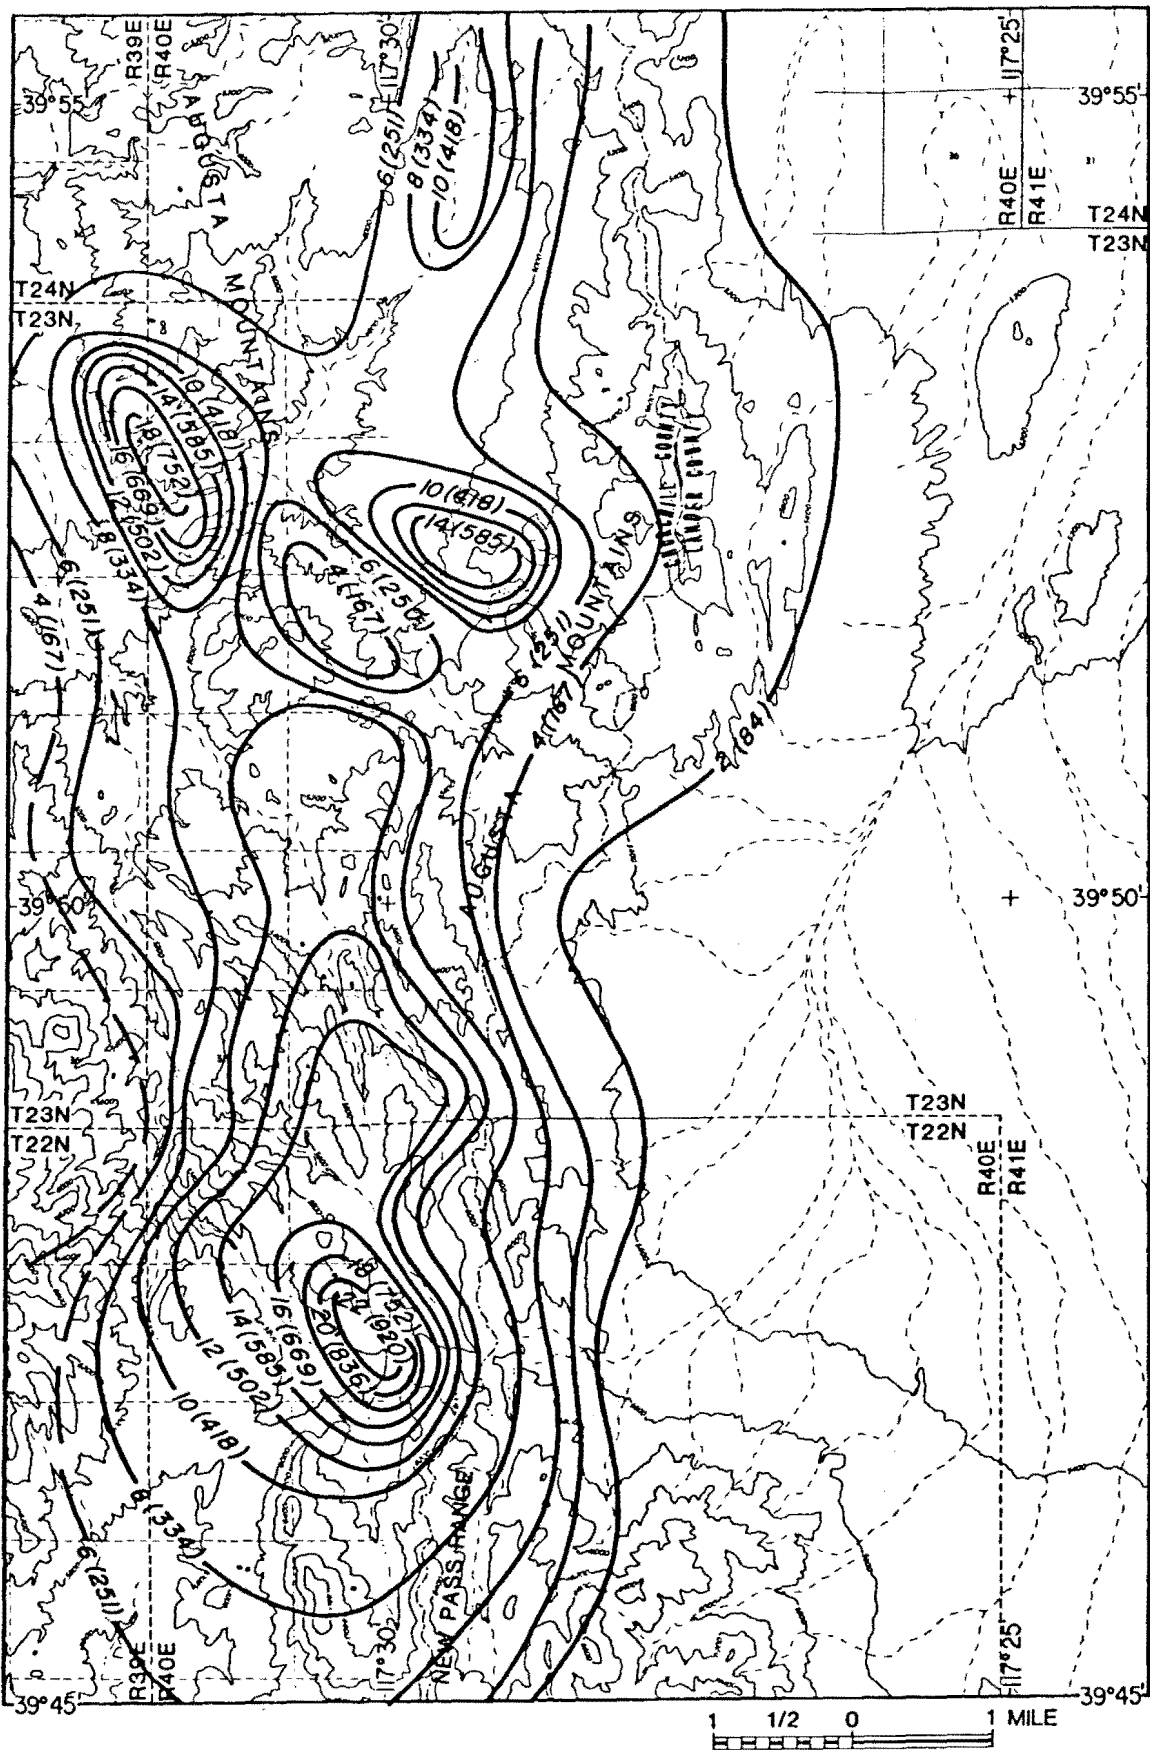 R39E
R40E
117°30'
117°25'
39°55'
39°55'
AUGUSTA
MOUNTAINS
6(251)
8(334)
10(418)
R40E
R41E
T24N
T23N
T24N
T23N
10(418)
14(585)
18(752)
16(669)
12(502)
8(334)
6(251)
4(167)
10(418)
14(585)
6(251)
4(167)
CHURCHILL COUNTY
LANDER COUNTY
AUGUSTA MOUNTAINS
6(251)
4(167)
2(84)
39°50'
39°50'
T23N
T22N
T23N
T22N
R40E
R41E
18(752)
22(920)
20(836)
16(669)
14(585)
12(502)
10(418)
8(334)
6(251)
NEW PASS RANGE
R39E
R40E
117°30'
117°25'
39°45'
39°45'
1 1/2 0 1 MILE